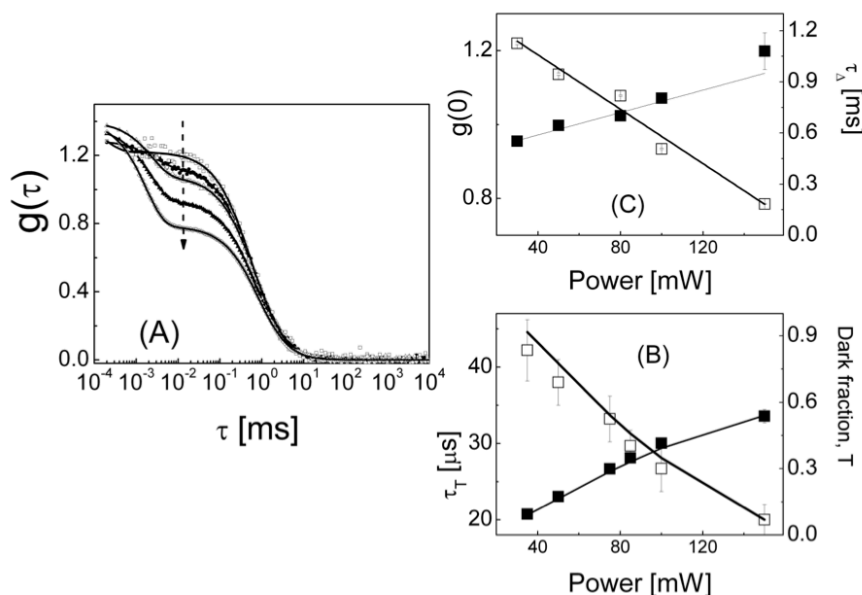 g(τ)
1.2
0.8
0.4
0.0
(A)
10⁻⁴ 10⁻³ 10⁻² 10⁻¹ 10⁰ 10¹ 10² 10³ 10⁴
τ [ms]
g(0)
1.2
0.8
(C)
1.2
0.9
0.6
0.3
0.0
τ_Δ [ms]
40 80 120
Power [mW]
τ_T [µs]
40
30
20
(B)
0.9
0.6
0.3
0.0
Dark fraction, T
40 80 120
Power [mW]